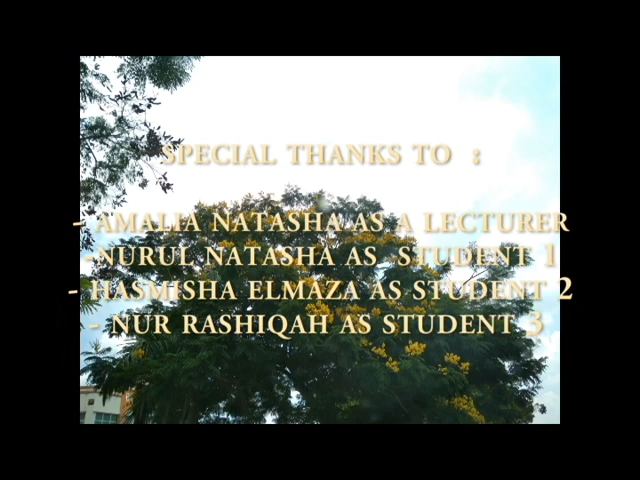 SPECIAL THANKS TO  :
- AMALIA NATASHA AS A LECTURER
-NURUL NATASHA AS  STUDENT 1
- HASMISHA ELMAZA AS STUDENT 2
- NUR RASHIQAH AS STUDENT 3